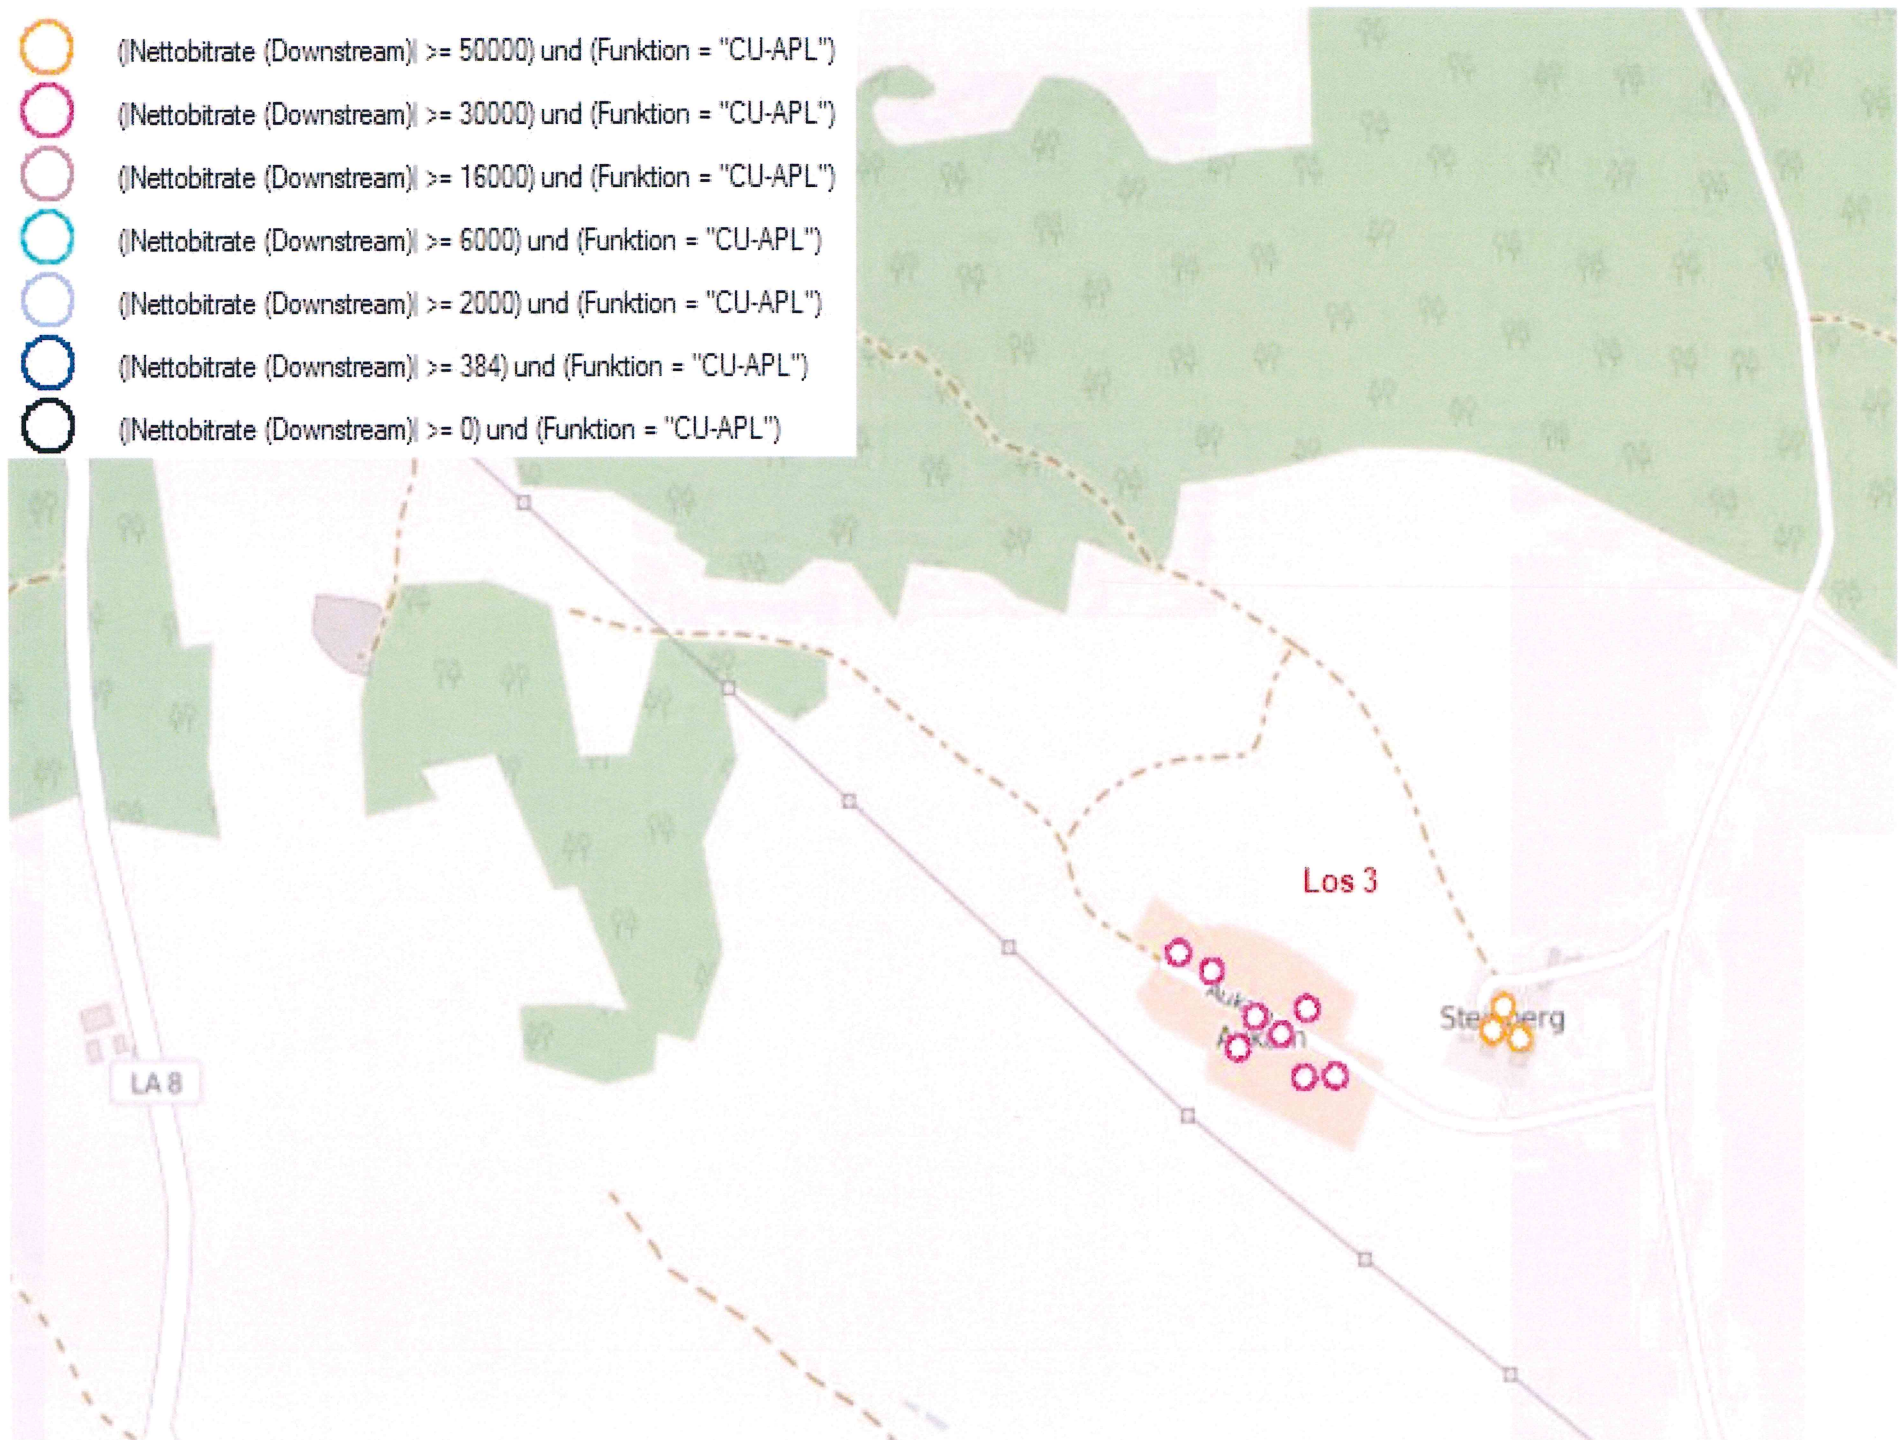 (|Nettobitrate (Downstream)| >= 50000) und (Funktion = "CU-APL")
(|Nettobitrate (Downstream)| >= 30000) und (Funktion = "CU-APL")
(|Nettobitrate (Downstream)| >= 16000) und (Funktion = "CU-APL")
(|Nettobitrate (Downstream)| >= 6000) und (Funktion = "CU-APL")
(|Nettobitrate (Downstream)| >= 2000) und (Funktion = "CU-APL")
(|Nettobitrate (Downstream)| >= 384) und (Funktion = "CU-APL")
(|Nettobitrate (Downstream)| >= 0) und (Funktion = "CU-APL")
Los 3
LA 8